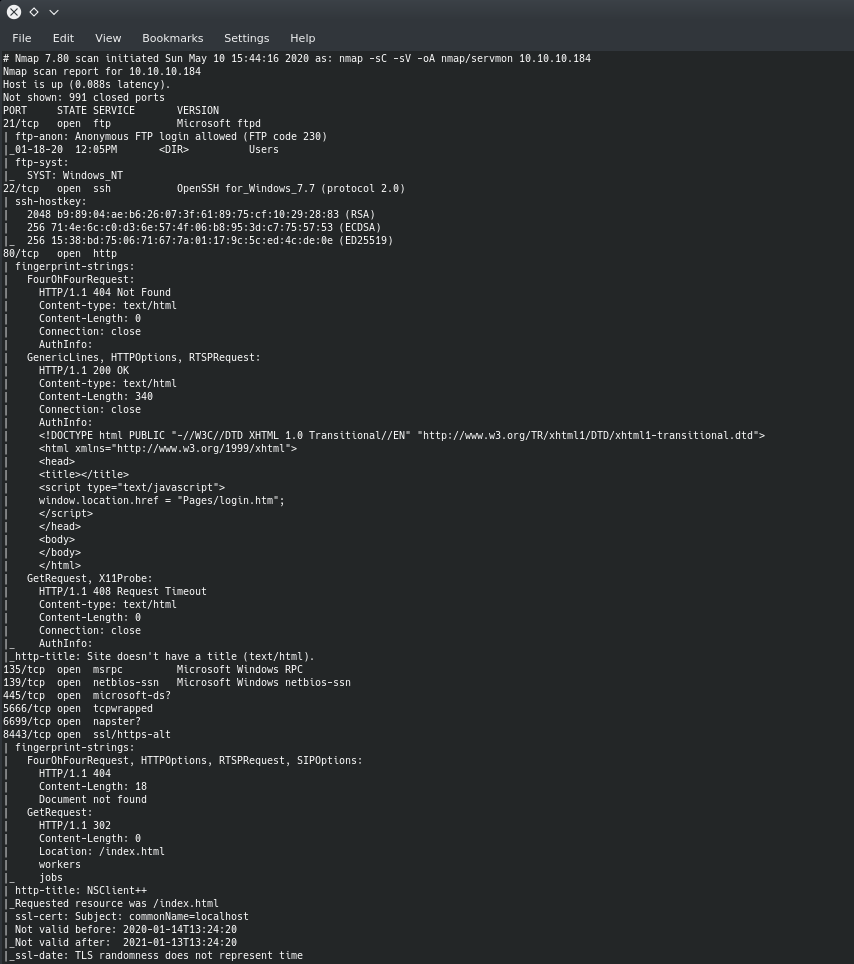 File Edit View Bookmarks Settings Help
# Nmap 7.80 scan initiated Sun May 10 15:44:16 2020 as: nmap -sC -sV -oA nmap/servmon 10.10.10.184
Nmap scan report for 10.10.10.184
Host is up (0.088s latency).
Not shown: 991 closed ports
PORT     STATE SERVICE       VERSION
21/tcp   open  ftp           Microsoft ftpd
| ftp-anon: Anonymous FTP login allowed (FTP code 230)
|_01-18-20  12:05PM       <DIR>          Users
| ftp-syst:
|_  SYST: Windows_NT
22/tcp   open  ssh           OpenSSH for_Windows_7.7 (protocol 2.0)
| ssh-hostkey:
|   2048 b9:89:04:ae:b6:26:07:3f:61:89:75:cf:10:29:28:83 (RSA)
|   256 71:4e:6c:c0:d3:6e:57:4f:06:b8:95:3d:c7:75:57:53 (ECDSA)
|_  256 15:38:bd:75:06:71:67:7a:01:17:9c:5c:ed:4c:de:0e (ED25519)
80/tcp   open  http
| fingerprint-strings:
|   FourOhFourRequest:
|     HTTP/1.1 404 Not Found
|     Content-type: text/html
|     Content-Length: 0
|     Connection: close
|     AuthInfo:
|   GenericLines, HTTPOptions, RTSPRequest:
|     HTTP/1.1 200 OK
|     Content-type: text/html
|     Content-Length: 340
|     Connection: close
|     AuthInfo:
|     <!DOCTYPE html PUBLIC "-//W3C//DTD XHTML 1.0 Transitional//EN" "http://www.w3.org/TR/xhtml1/DTD/xhtml1-transitional.dtd">
|     <html xmlns="http://www.w3.org/1999/xhtml">
|     <head>
|     <title></title>
|     <script type="text/javascript">
|     window.location.href = "Pages/login.htm";
|     </script>
|     </head>
|     <body>
|     </body>
|     </html>
|   GetRequest, X11Probe:
|     HTTP/1.1 408 Request Timeout
|     Content-type: text/html
|     Content-Length: 0
|     Connection: close
|_    AuthInfo:
|_http-title: Site doesn't have a title (text/html).
135/tcp  open  msrpc         Microsoft Windows RPC
139/tcp  open  netbios-ssn   Microsoft Windows netbios-ssn
445/tcp  open  microsoft-ds?
5666/tcp open  tcpwrapped
6699/tcp open  napster?
8443/tcp open  ssl/https-alt
| fingerprint-strings:
|   FourOhFourRequest, HTTPOptions, RTSPRequest, SIPOptions:
|     HTTP/1.1 404
|     Content-Length: 18
|     Document not found
|   GetRequest:
|     HTTP/1.1 302
|     Content-Length: 0
|     Location: /index.html
|     workers
|_    jobs
| http-title: NSClient++
|_Requested resource was /index.html
| ssl-cert: Subject: commonName=localhost
| Not valid before: 2020-01-14T13:24:20
|_Not valid after:  2021-01-13T13:24:20
|_ssl-date: TLS randomness does not represent time